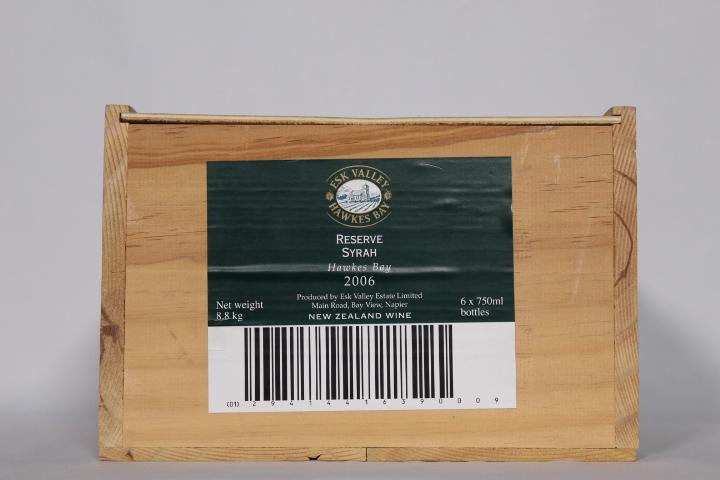 ESK VALLEY
HAWKES BAY
RESERVE
SYRAH
Hawkes Bay
2006
Produced by Esk Valley Estate Limited
Main Road, Bay View, Napier
NEW ZEALAND WINE
Net weight
8.8 kg
6 x 750ml
bottles
(01) 2 9 4 1 4 4 1 6 3 9 0 0 0 9